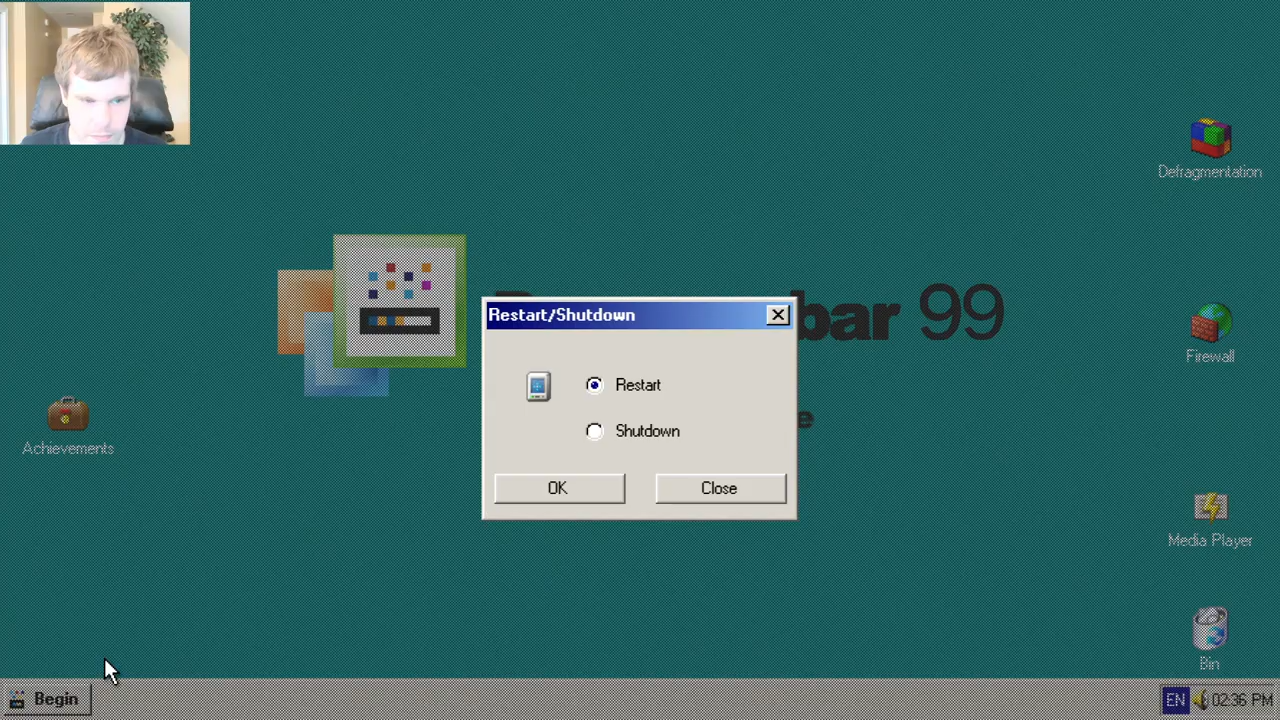 Defragmentation
bar 99
Restart/Shutdown
Restart
Firewall
Shutdown
Achievements
OK
Close
Media Player
Bin
Begin
EN
02:36 PM